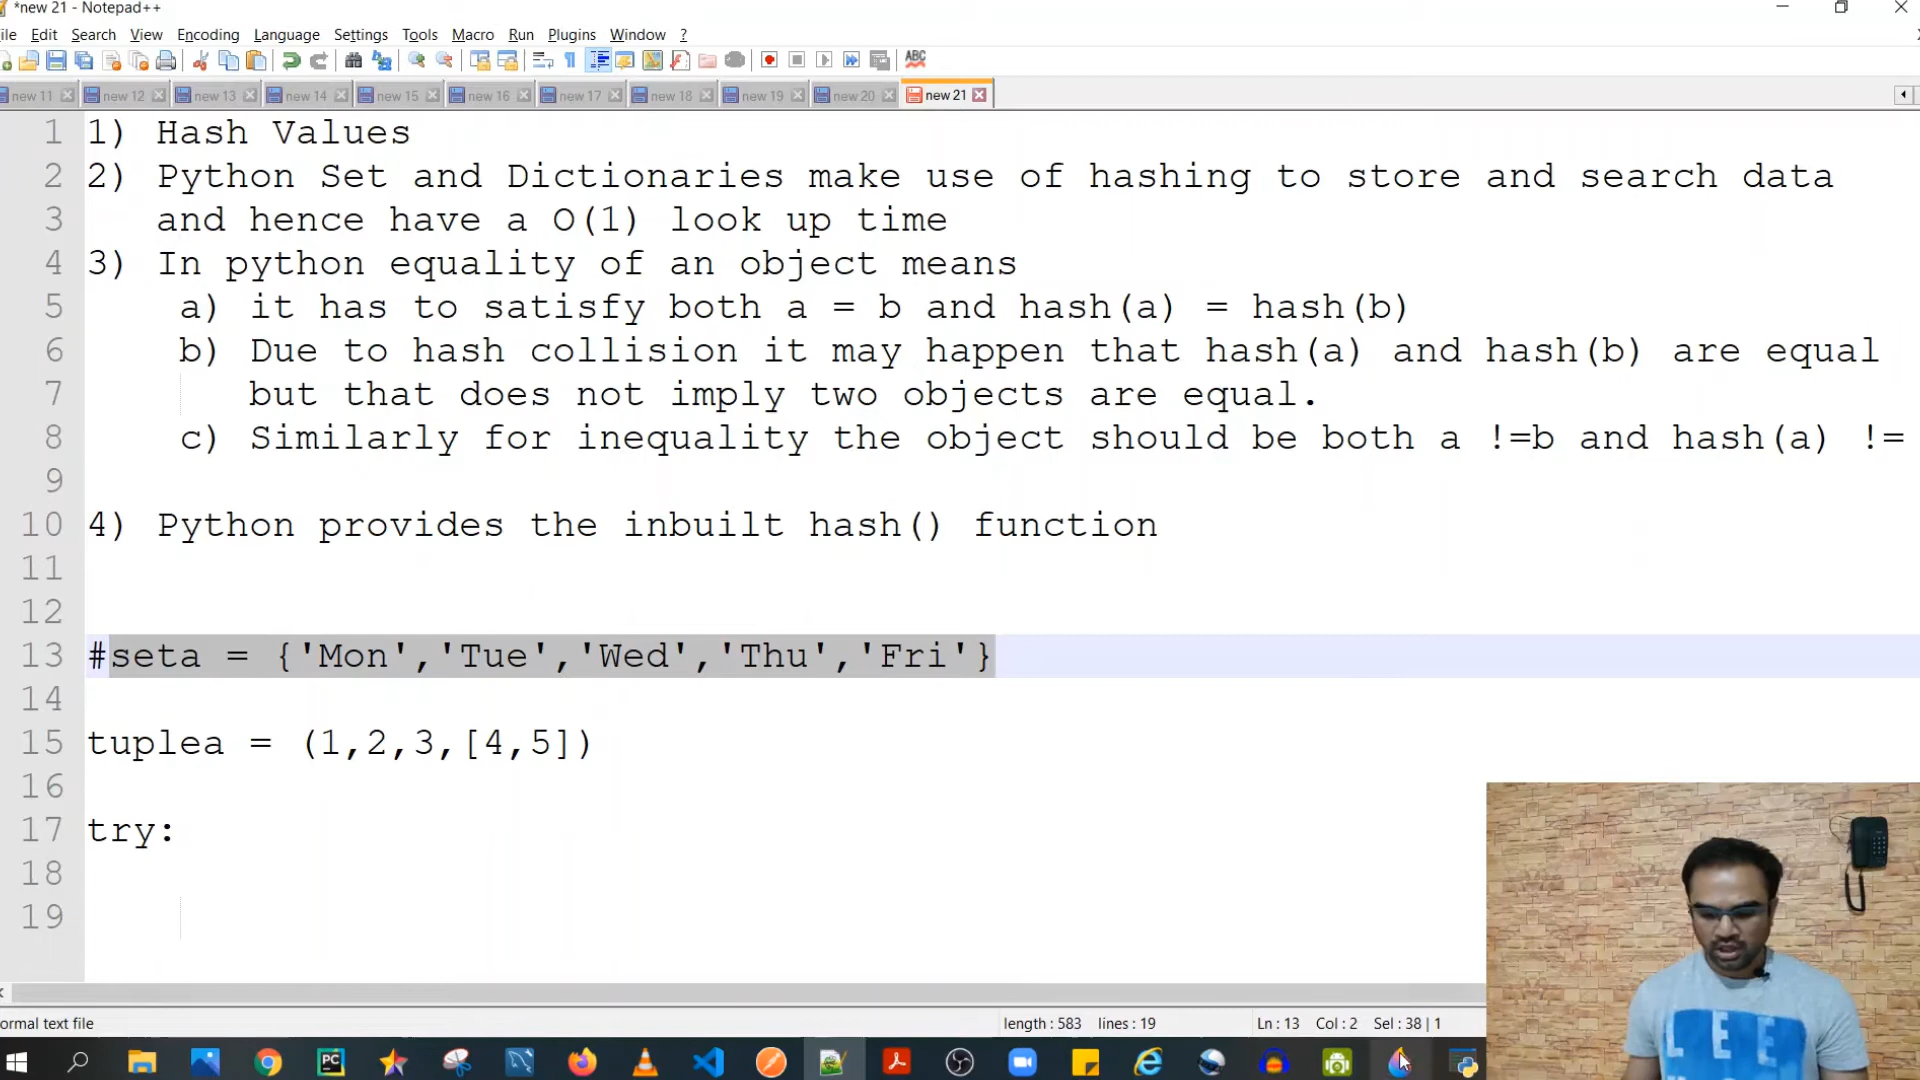 *new 21 - Notepad++
ile Edit Search View Encoding Language Settings Tools Macro Run Plugins Window ?
ABC
new 11 new 12 new 13 new 14 new 15 new 16 new 17 new 18 new 19 new 20 new 21
1 1) Hash Values
2 2) Python Set and Dictionaries make use of hashing to store and search data
3 and hence have a O(1) look up time
4 3) In python equality of an object means
5 a) it has to satisfy both a = b and hash(a) = hash(b)
6 b) Due to hash collision it may happen that hash(a) and hash(b) are equal
7 but that does not imply two objects are equal.
8 c) Similarly for inequality the object should be both a !=b and hash(a) !=
9
10 4) Python provides the inbuilt hash() function
11
12
13 #seta = {'Mon','Tue','Wed','Thu','Fri'}
14
15 tuplea = (1,2,3,[4,5])
16
17 try:
18
19
LEE
ormal text file length : 583 lines : 19 Ln : 13 Col : 2 Sel : 38 | 1
PC